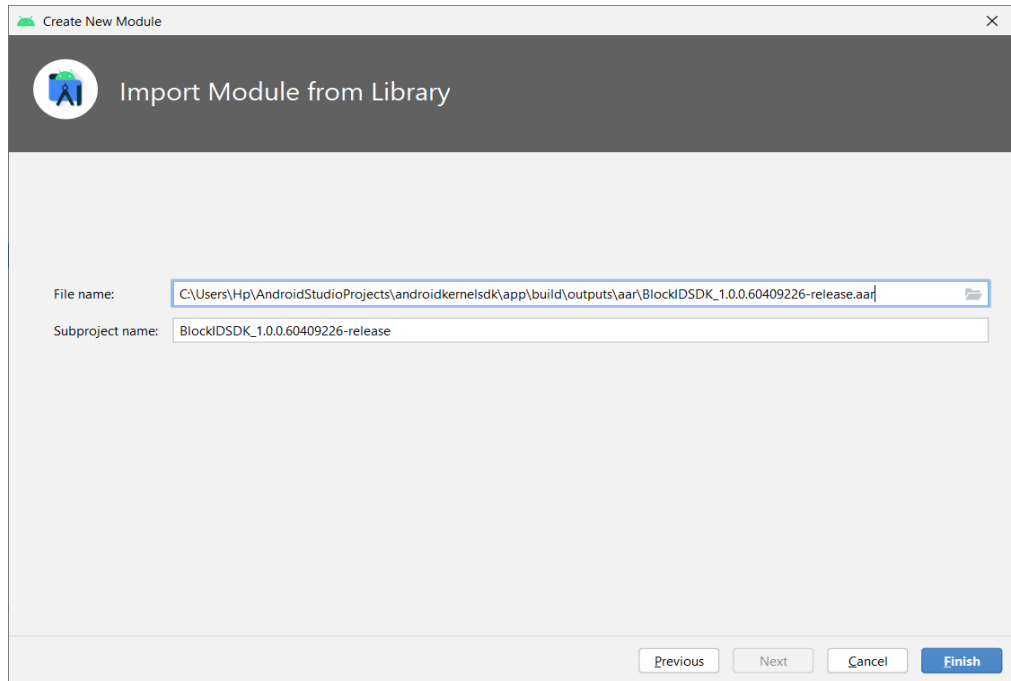 Create New Module
Import Module from Library
File name: C:\Users\Hp\AndroidStudioProjects\androidkernelsdk\app\build\outputs\aar\BlockIDSDK_1.0.0.60409226-release.aar
Subproject name: BlockIDSDK_1.0.0.60409226-release
Previous Next Cancel Finish